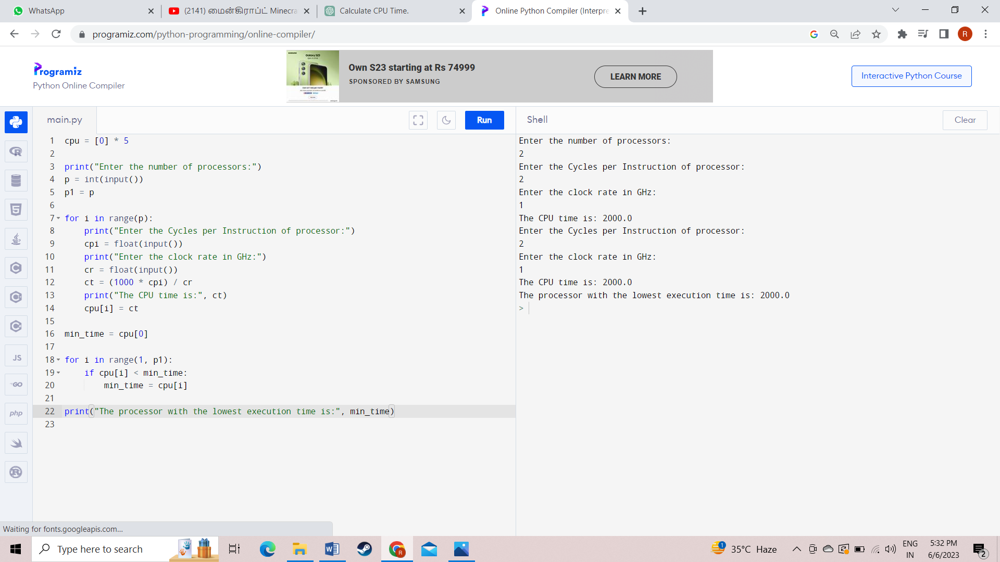 WhatsApp
(2141) மைன்கிராப்ட் Minecra
Calculate CPU Time.
Online Python Compiler (Interpre
programiz.com/python-programming/online-compiler/
R
Programiz
Python Online Compiler
SAMSUNG
Galaxy S23
Own S23 starting at Rs 74999
SPONSORED BY SAMSUNG
LEARN MORE
Interactive Python Course
main.py
Run
Shell
Clear
1 cpu = [0] * 5
2
3 print("Enter the number of processors:")
4 p = int(input())
5 p1 = p
6
7 for i in range(p):
8     print("Enter the Cycles per Instruction of processor:")
9     cpi = float(input())
10     print("Enter the clock rate in GHz:")
11     cr = float(input())
12     ct = (1000 * cpi) / cr
13     print("The CPU time is:", ct)
14     cpu[i] = ct
15
16 min_time = cpu[0]
17
18 for i in range(1, p1):
19     if cpu[i] < min_time:
20         min_time = cpu[i]
21
22 print("The processor with the lowest execution time is:", min_time)
23
Enter the number of processors:
2
Enter the Cycles per Instruction of processor:
2
Enter the clock rate in GHz:
1
The CPU time is: 2000.0
Enter the Cycles per Instruction of processor:
2
Enter the clock rate in GHz:
1
The CPU time is: 2000.0
The processor with the lowest execution time is: 2000.0
>
R
5
C
C
C
JS
GO
php
R
Waiting for fonts.googleapis.com...
Type here to search
W
R
1
35°C Haze
ENG
IN
5:32 PM
6/6/2023
2